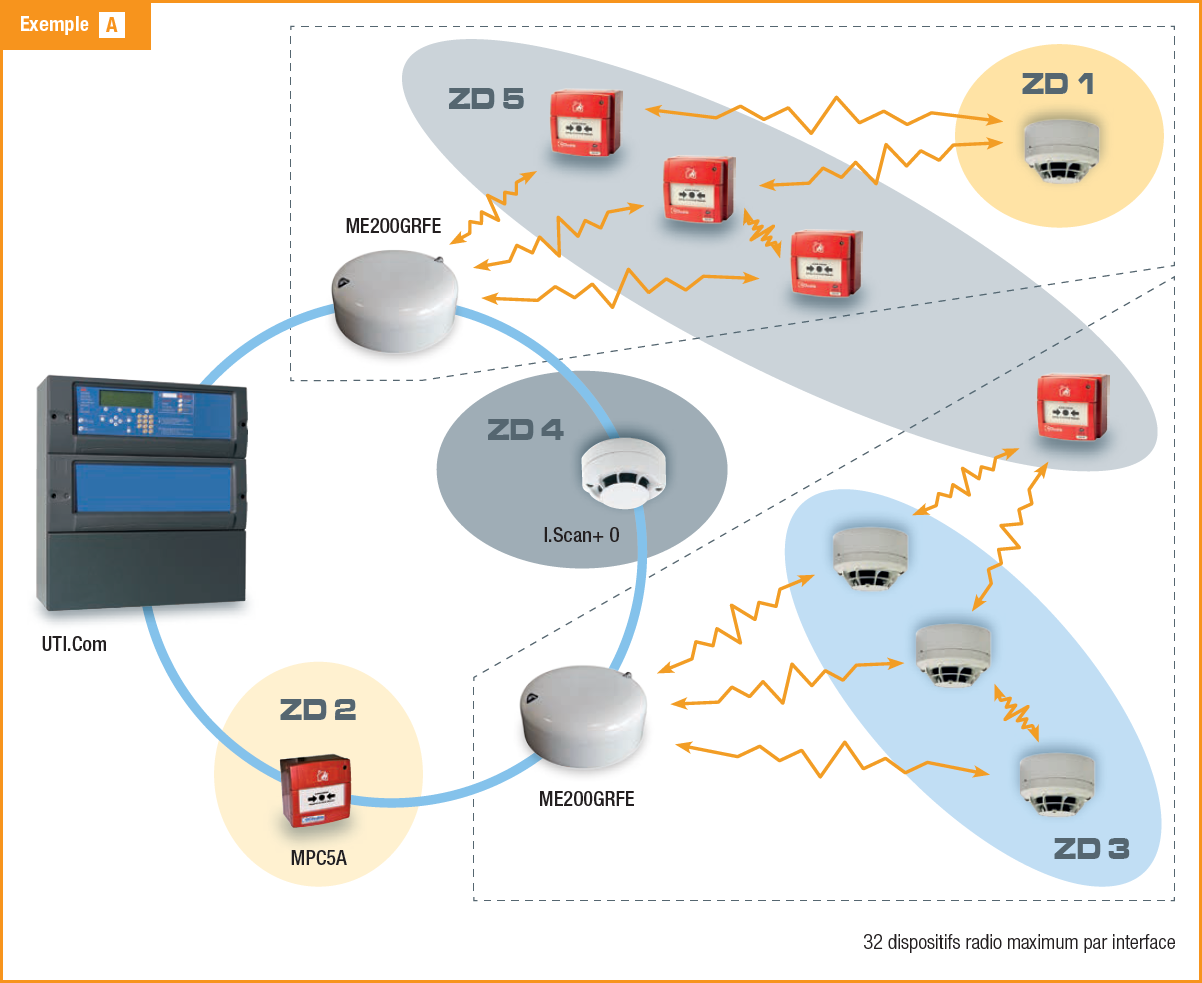 Exemple A
ZD 5
ZD 1
ME200GRFE
ZD 4
I.Scan+ 0
UTI.Com
ZD 2
ME200GRFE
MPC5A
ZD 3
32 dispositifs radio maximum par interface